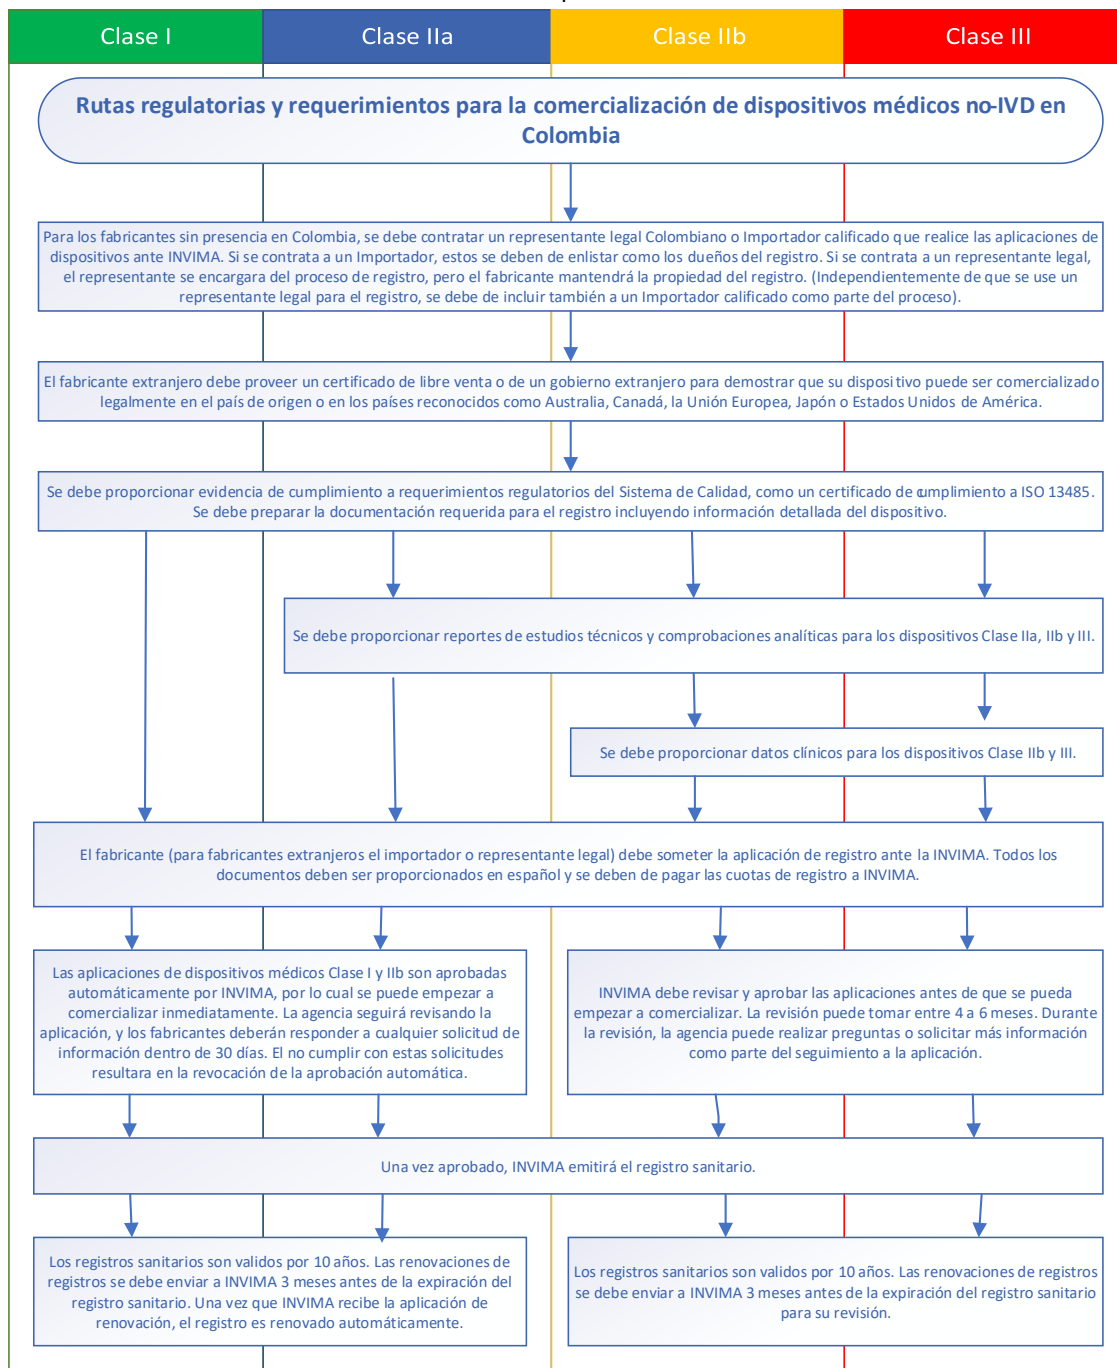 Clase I
Clase IIa
Clase IIb
Clase III
Rutas regulatorias y requerimientos para la comercialización de dispositivos médicos no-IVD en
Colombia
Para los fabricantes sin presencia en Colombia, se debe contratar un representante legal Colombiano o Importador calificado que realice las aplicaciones de
dispositivos ante INVIMA. Si se contrata a un Importador, estos se deben de enlistar como los dueños del registro. Si se contrata a un representante legal,
el representante se encargara del proceso de registro, pero el fabricante mantendrá la propiedad del registro. (Independientemente de que se use un
representante legal para el registro, se debe de incluir también a un Importador calificado como parte del proceso).
El fabricante extranjero debe proveer un certificado de libre venta o de un gobierno extranjero para demostrar que su dispositivo puede ser comercializado
legalmente en el país de origen o en los países reconocidos como Australia, Canadá, la Unión Europea, Japón o Estados Unidos de América.
Se debe proporcionar evidencia de cumplimiento a requerimientos regulatorios del Sistema de Calidad, como un certificado de cumplimiento a ISO 13485.
Se debe preparar la documentación requerida para el registro incluyendo información detallada del dispositivo.
Se debe proporcionar reportes de estudios técnicos y comprobaciones analíticas para los dispositivos Clase IIa, IIb y III.
Se debe proporcionar datos clínicos para los dispositivos Clase IIb y III.
El fabricante (para fabricantes extranjeros el importador o representante legal) debe someter la aplicación de registro ante la INVIMA. Todos los
documentos deben ser proporcionados en español y se deben de pagar las cuotas de registro a INVIMA.
Las aplicaciones de dispositivos médicos Clase I y IIb son aprobadas
automáticamente por INVIMA, por lo cual se puede empezar a
comercializar inmediatamente. La agencia seguirá revisando la
aplicación, y los fabricantes deberán responder a cualquier solicitud de
información dentro de 30 días. El no cumplir con estas solicitudes
resultara en la revocación de la aprobación automática.
INVIMA debe revisar y aprobar las aplicaciones antes de que se pueda
empezar a comercializar. La revisión puede tomar entre 4 a 6 meses. Durante
la revisión, la agencia puede realizar preguntas o solicitar más información
como parte del seguimiento a la aplicación.
Una vez aprobado, INVIMA emitirá el registro sanitario.
Los registros sanitarios son validos por 10 años. Las renovaciones de
registros se debe enviar a INVIMA 3 meses antes de la expiración del
registro sanitario. Una vez que INVIMA recibe la aplicación de
renovación, el registro es renovado automáticamente.
Los registros sanitarios son validos por 10 años. Las renovaciones de registros
se debe enviar a INVIMA 3 meses antes de la expiración del registro sanitario
para su revisión.